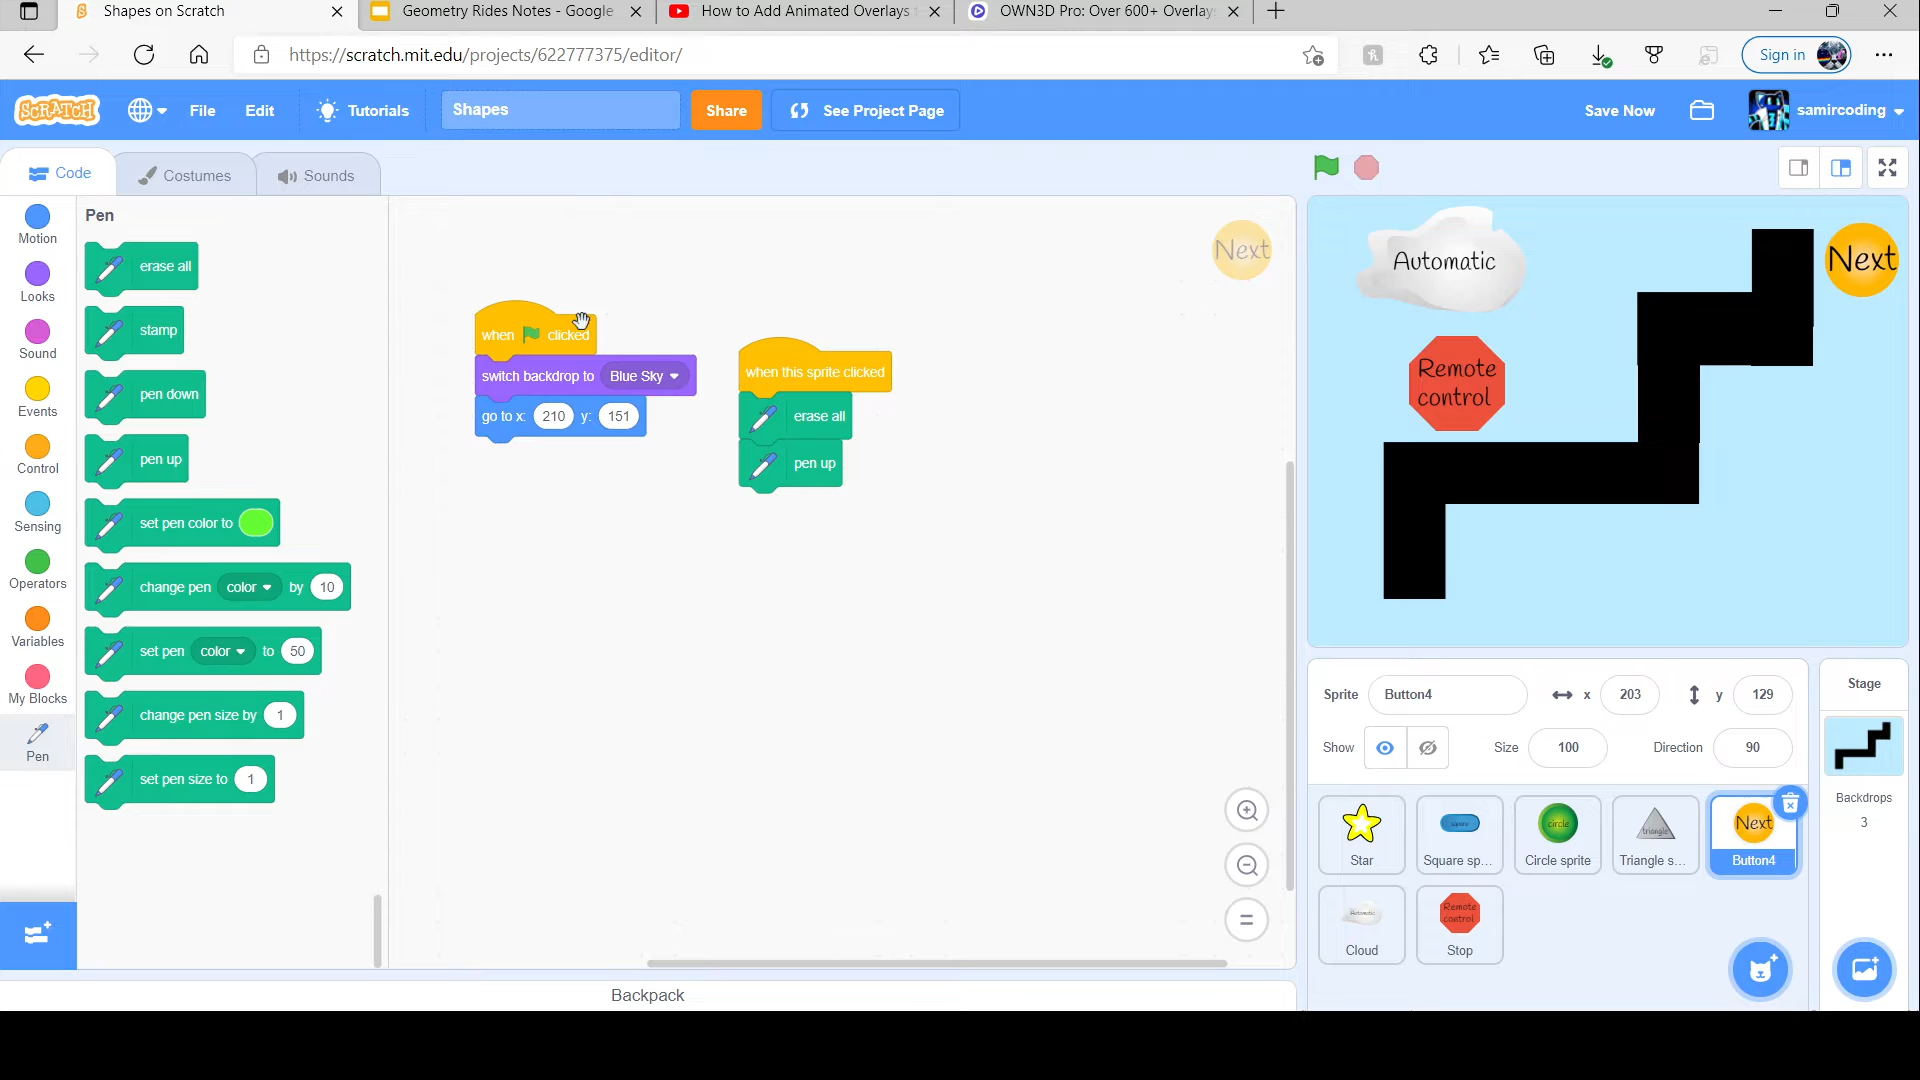 Shapes on Scratch
Geometry Rides Notes - Google
How to Add Animated Overlays
OWN3D Pro: Over 600+ Overlay
https://scratch.mit.edu/projects/622777375/editor/
Sign in
SCRATCH
File
Edit
Tutorials
Shapes
Share
See Project Page
Save Now
samircoding
Code
Costumes
Sounds
Motion
Looks
Sound
Events
Control
Sensing
Operators
Variables
My Blocks
Pen
Pen
erase all
stamp
pen down
pen up
set pen color to
change pen color by 10
set pen color to 50
change pen size by 1
set pen size to 1
when clicked
switch backdrop to Blue Sky
go to x: 210 y: 151
when this sprite clicked
erase all
pen up
Next
Automatic
Next
Remote
control
Sprite Button4 x 203 y 129
Show Size 100 Direction 90
Star
square
Square sp...
circle
Circle sprite
triangle
Triangle s...
Next
Button4
Automatic
Cloud
Remote
control
Stop
Stage
Backdrops
3
Backpack